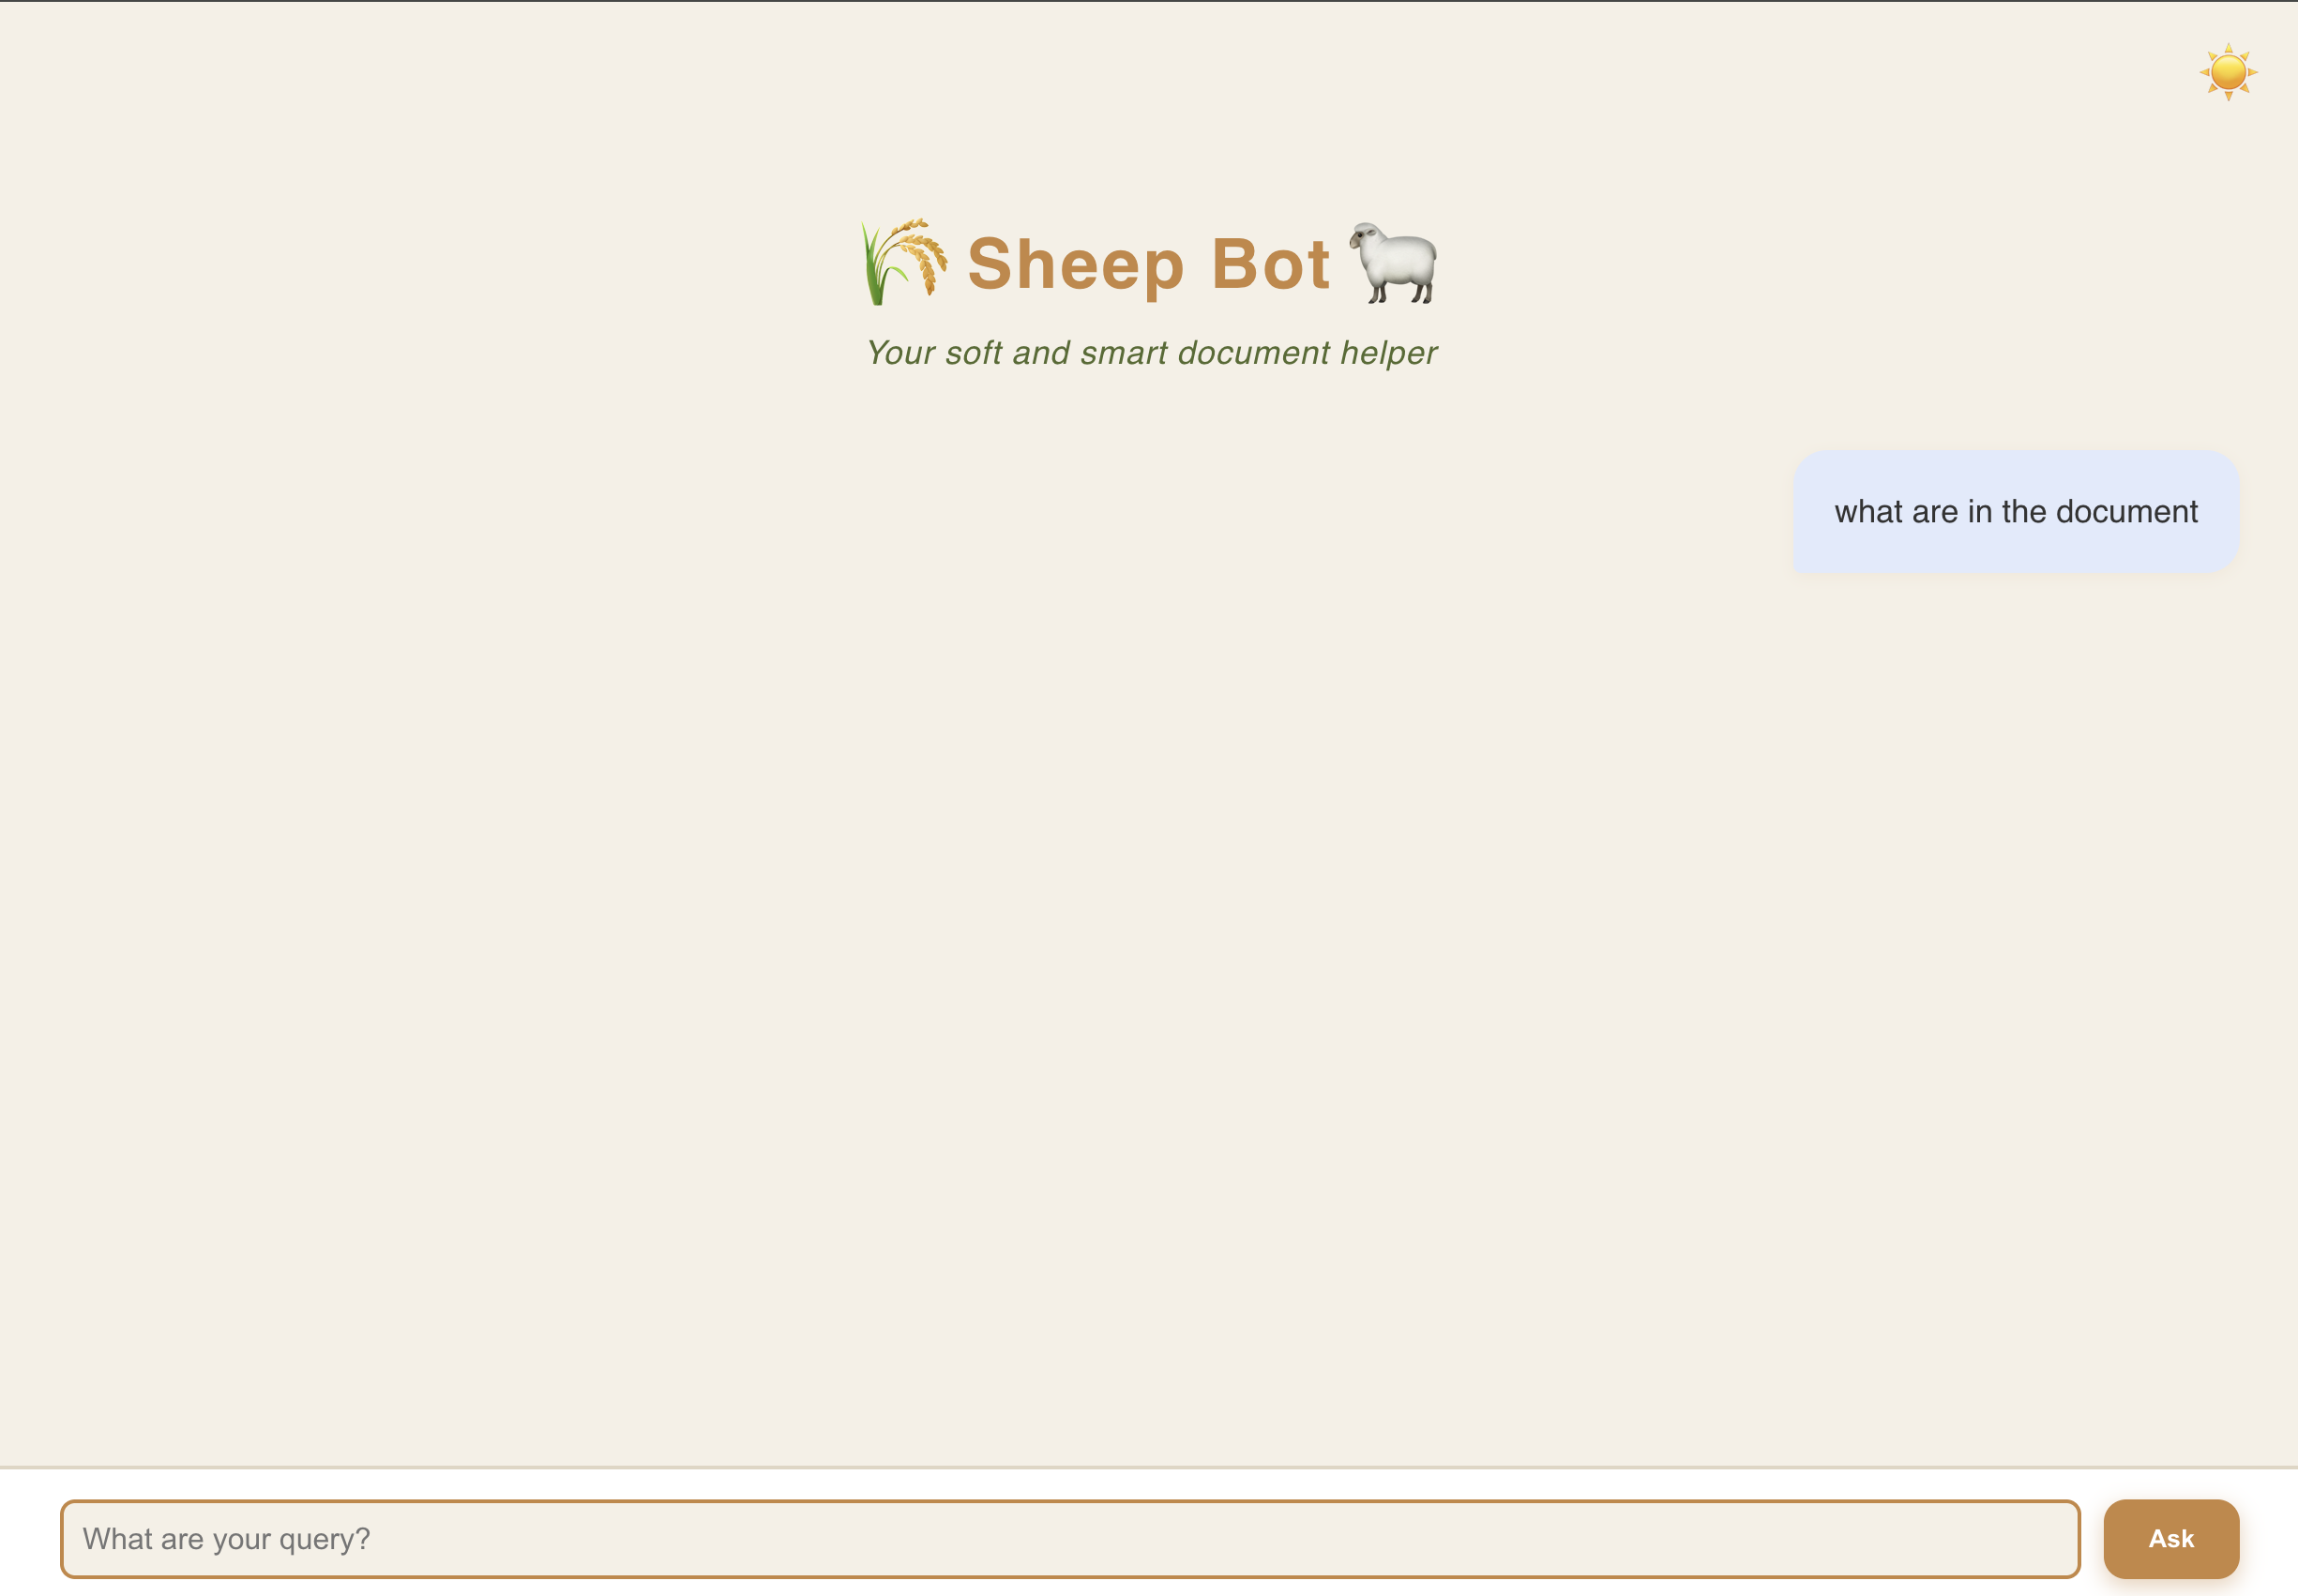 Sheep Bot
Your soft and smart document helper
what are in the document
What are your query?
Ask